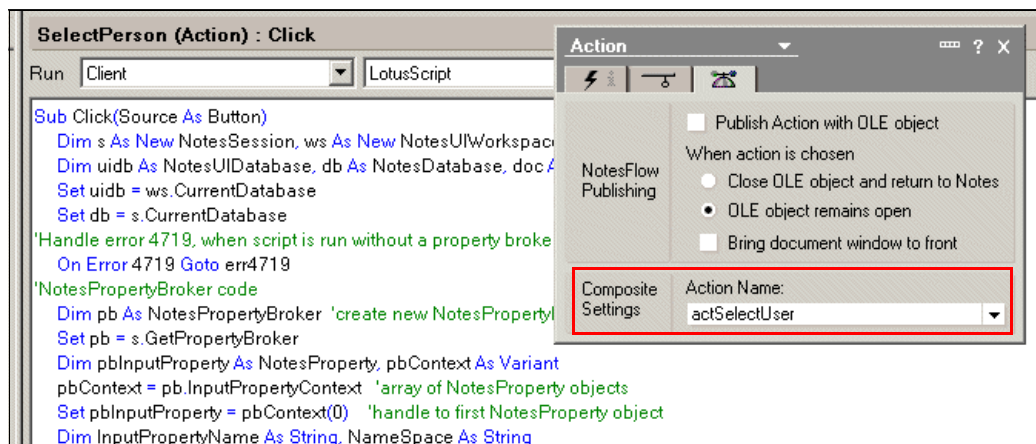 SelectPerson (Action) : Click
Run Client LotusScript
Sub Click(Source As Button)
Dim s As New NotesSession, ws As New NotesUIWorkspac
Dim uidb As NotesUIDatabase, db As NotesDatabase, doc A
Set uidb = ws.CurrentDatabase
Set db = s.CurrentDatabase
'Handle error 4719, when script is run without a property broke
On Error 4719 Goto err4719
'NotesPropertyBroker code
Dim pb As NotesPropertyBroker 'create new NotesProperty
Set pb = s.GetPropertyBroker
Dim pbInputProperty As NotesProperty, pbContext As Variant
pbContext = pb.InputPropertyContext 'array of NotesProperty objects
Set pbInputProperty = pbContext(0) 'handle to first NotesProperty object
Dim InputPropertyName As String, NameSpace As String
Action ? X
NotesFlow
Publishing
Publish Action with OLE object
When action is chosen
Close OLE object and return to Notes
OLE object remains open
Bring document window to front
Composite
Settings
Action Name:
actSelectUser